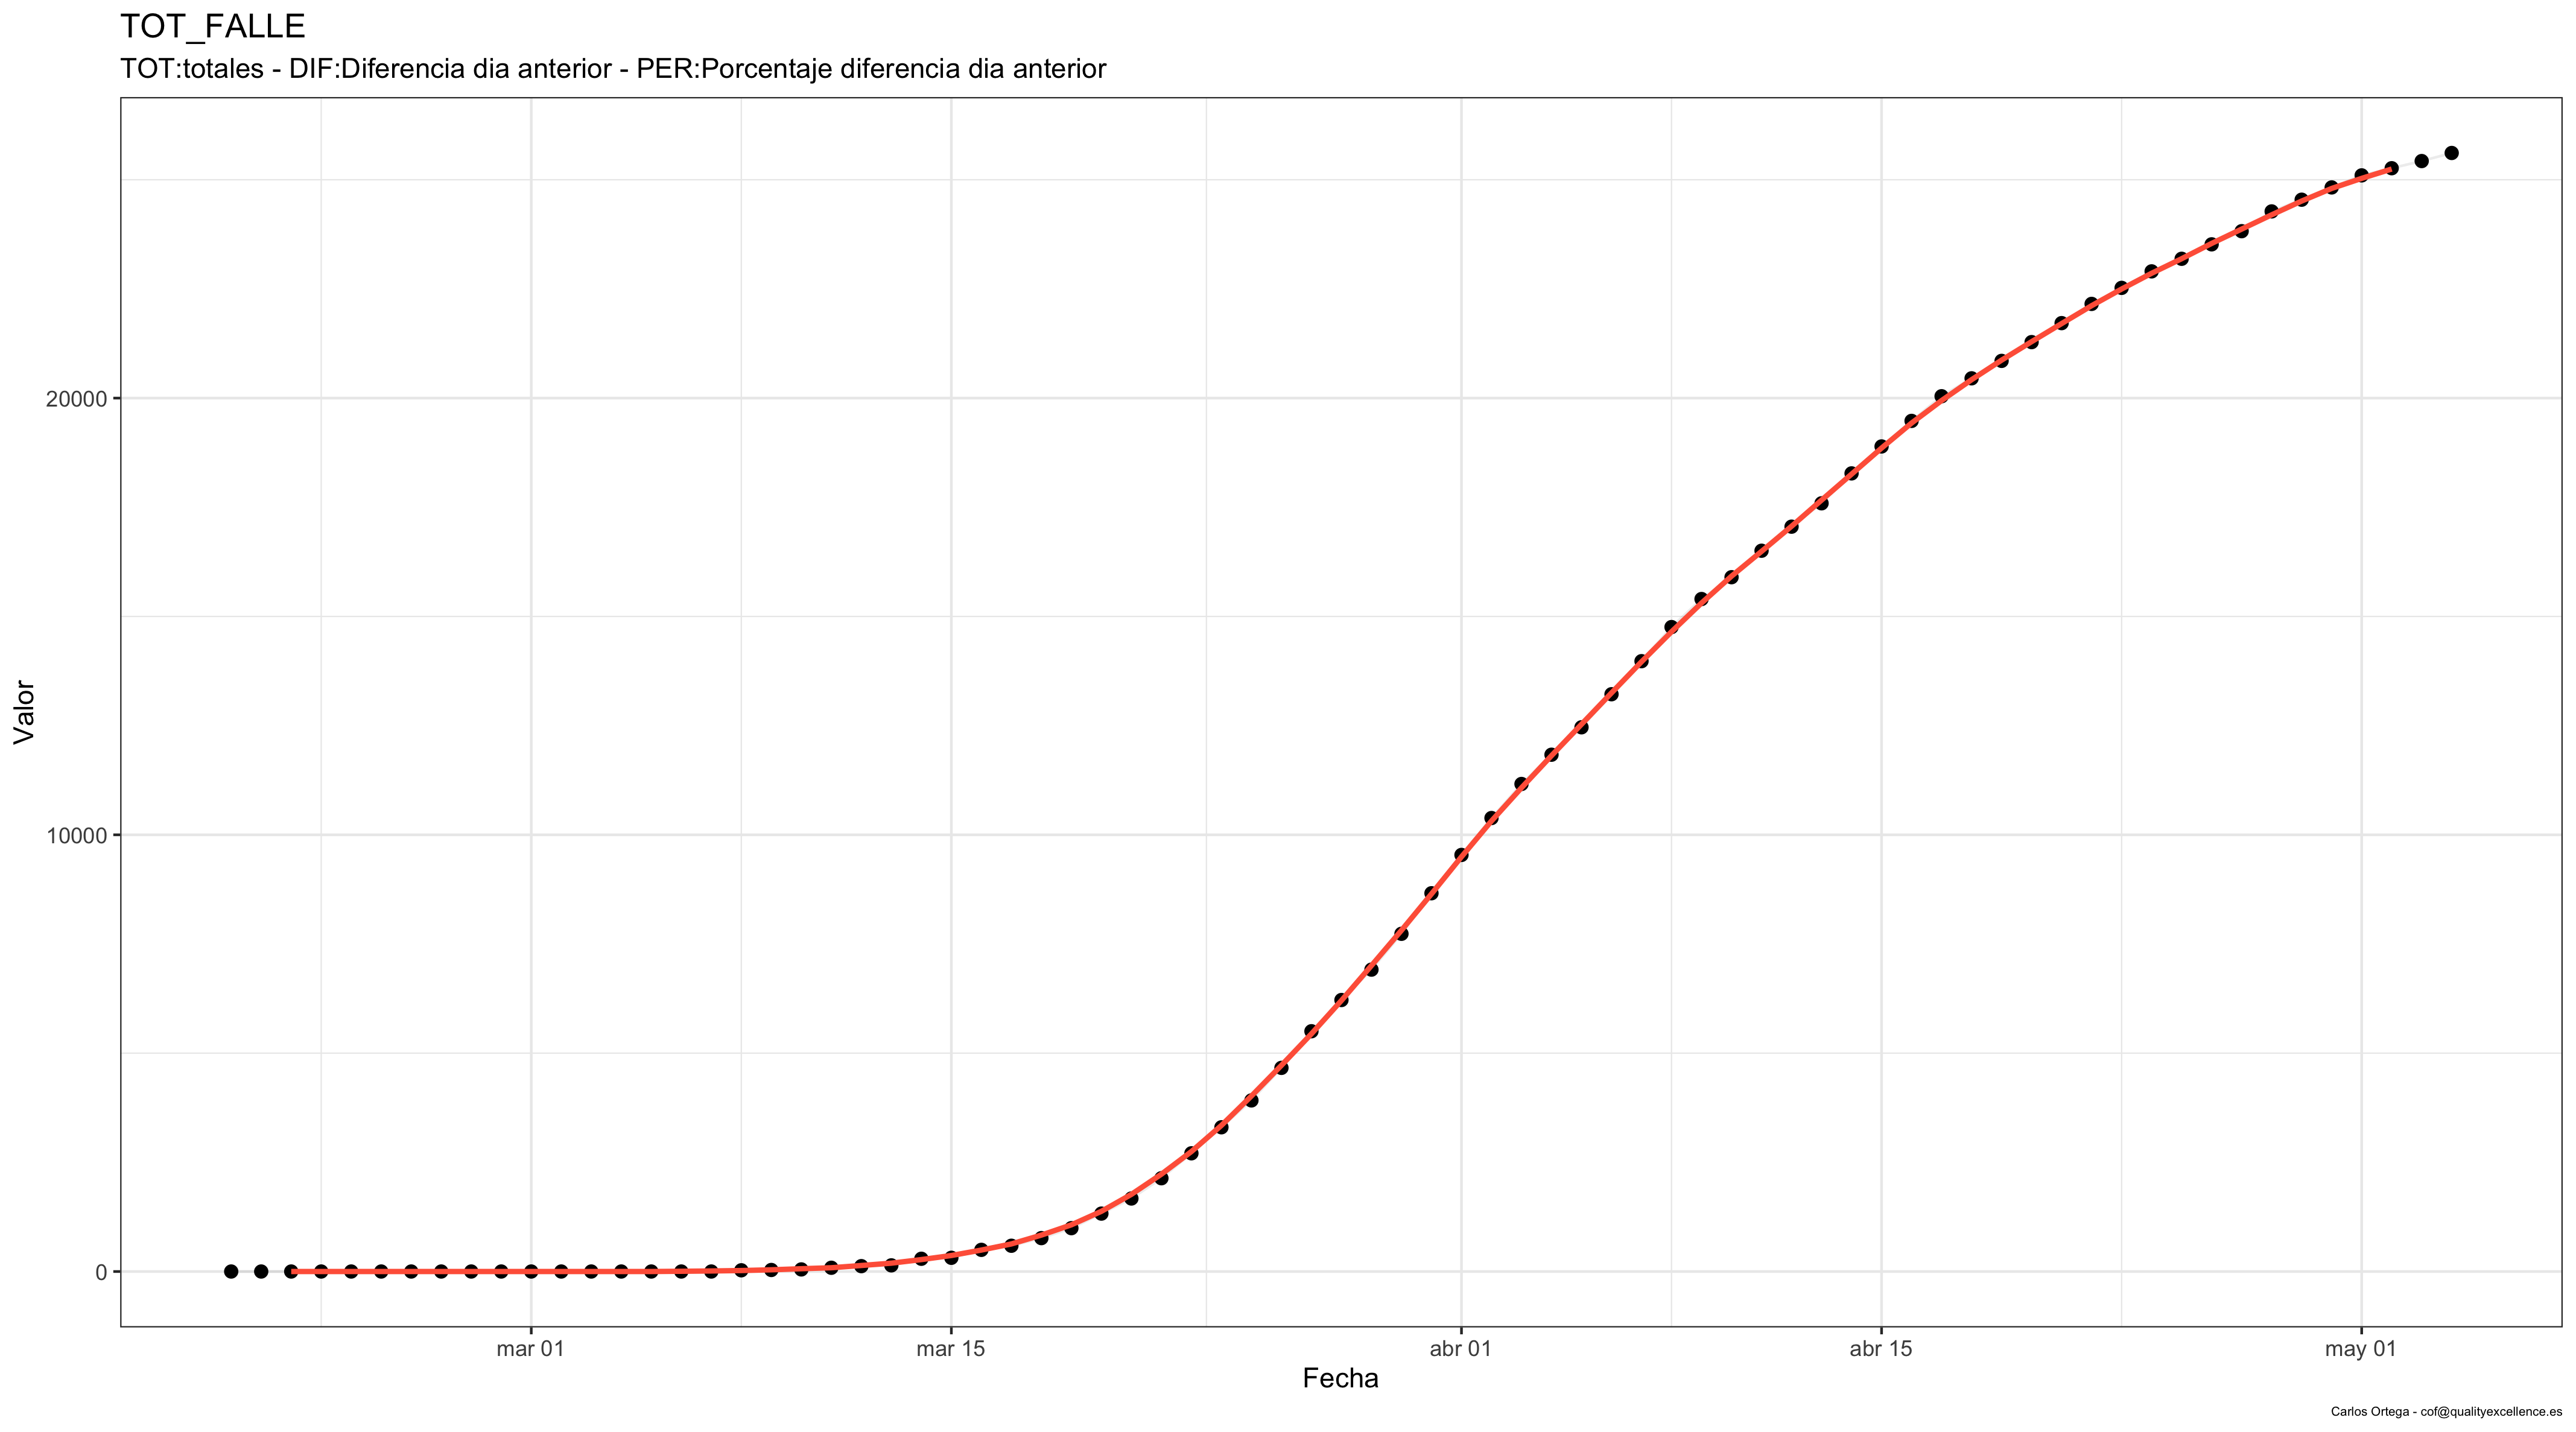 TOT_FALLE
TOT:totales - DIF:Diferencia dia anterior - PER:Porcentaje diferencia dia anterior
Valor
20000
10000
0
mar 01
mar 15
abr 01
abr 15
may 01
Fecha
Carlos Ortega - cof@qualityexcellence.es